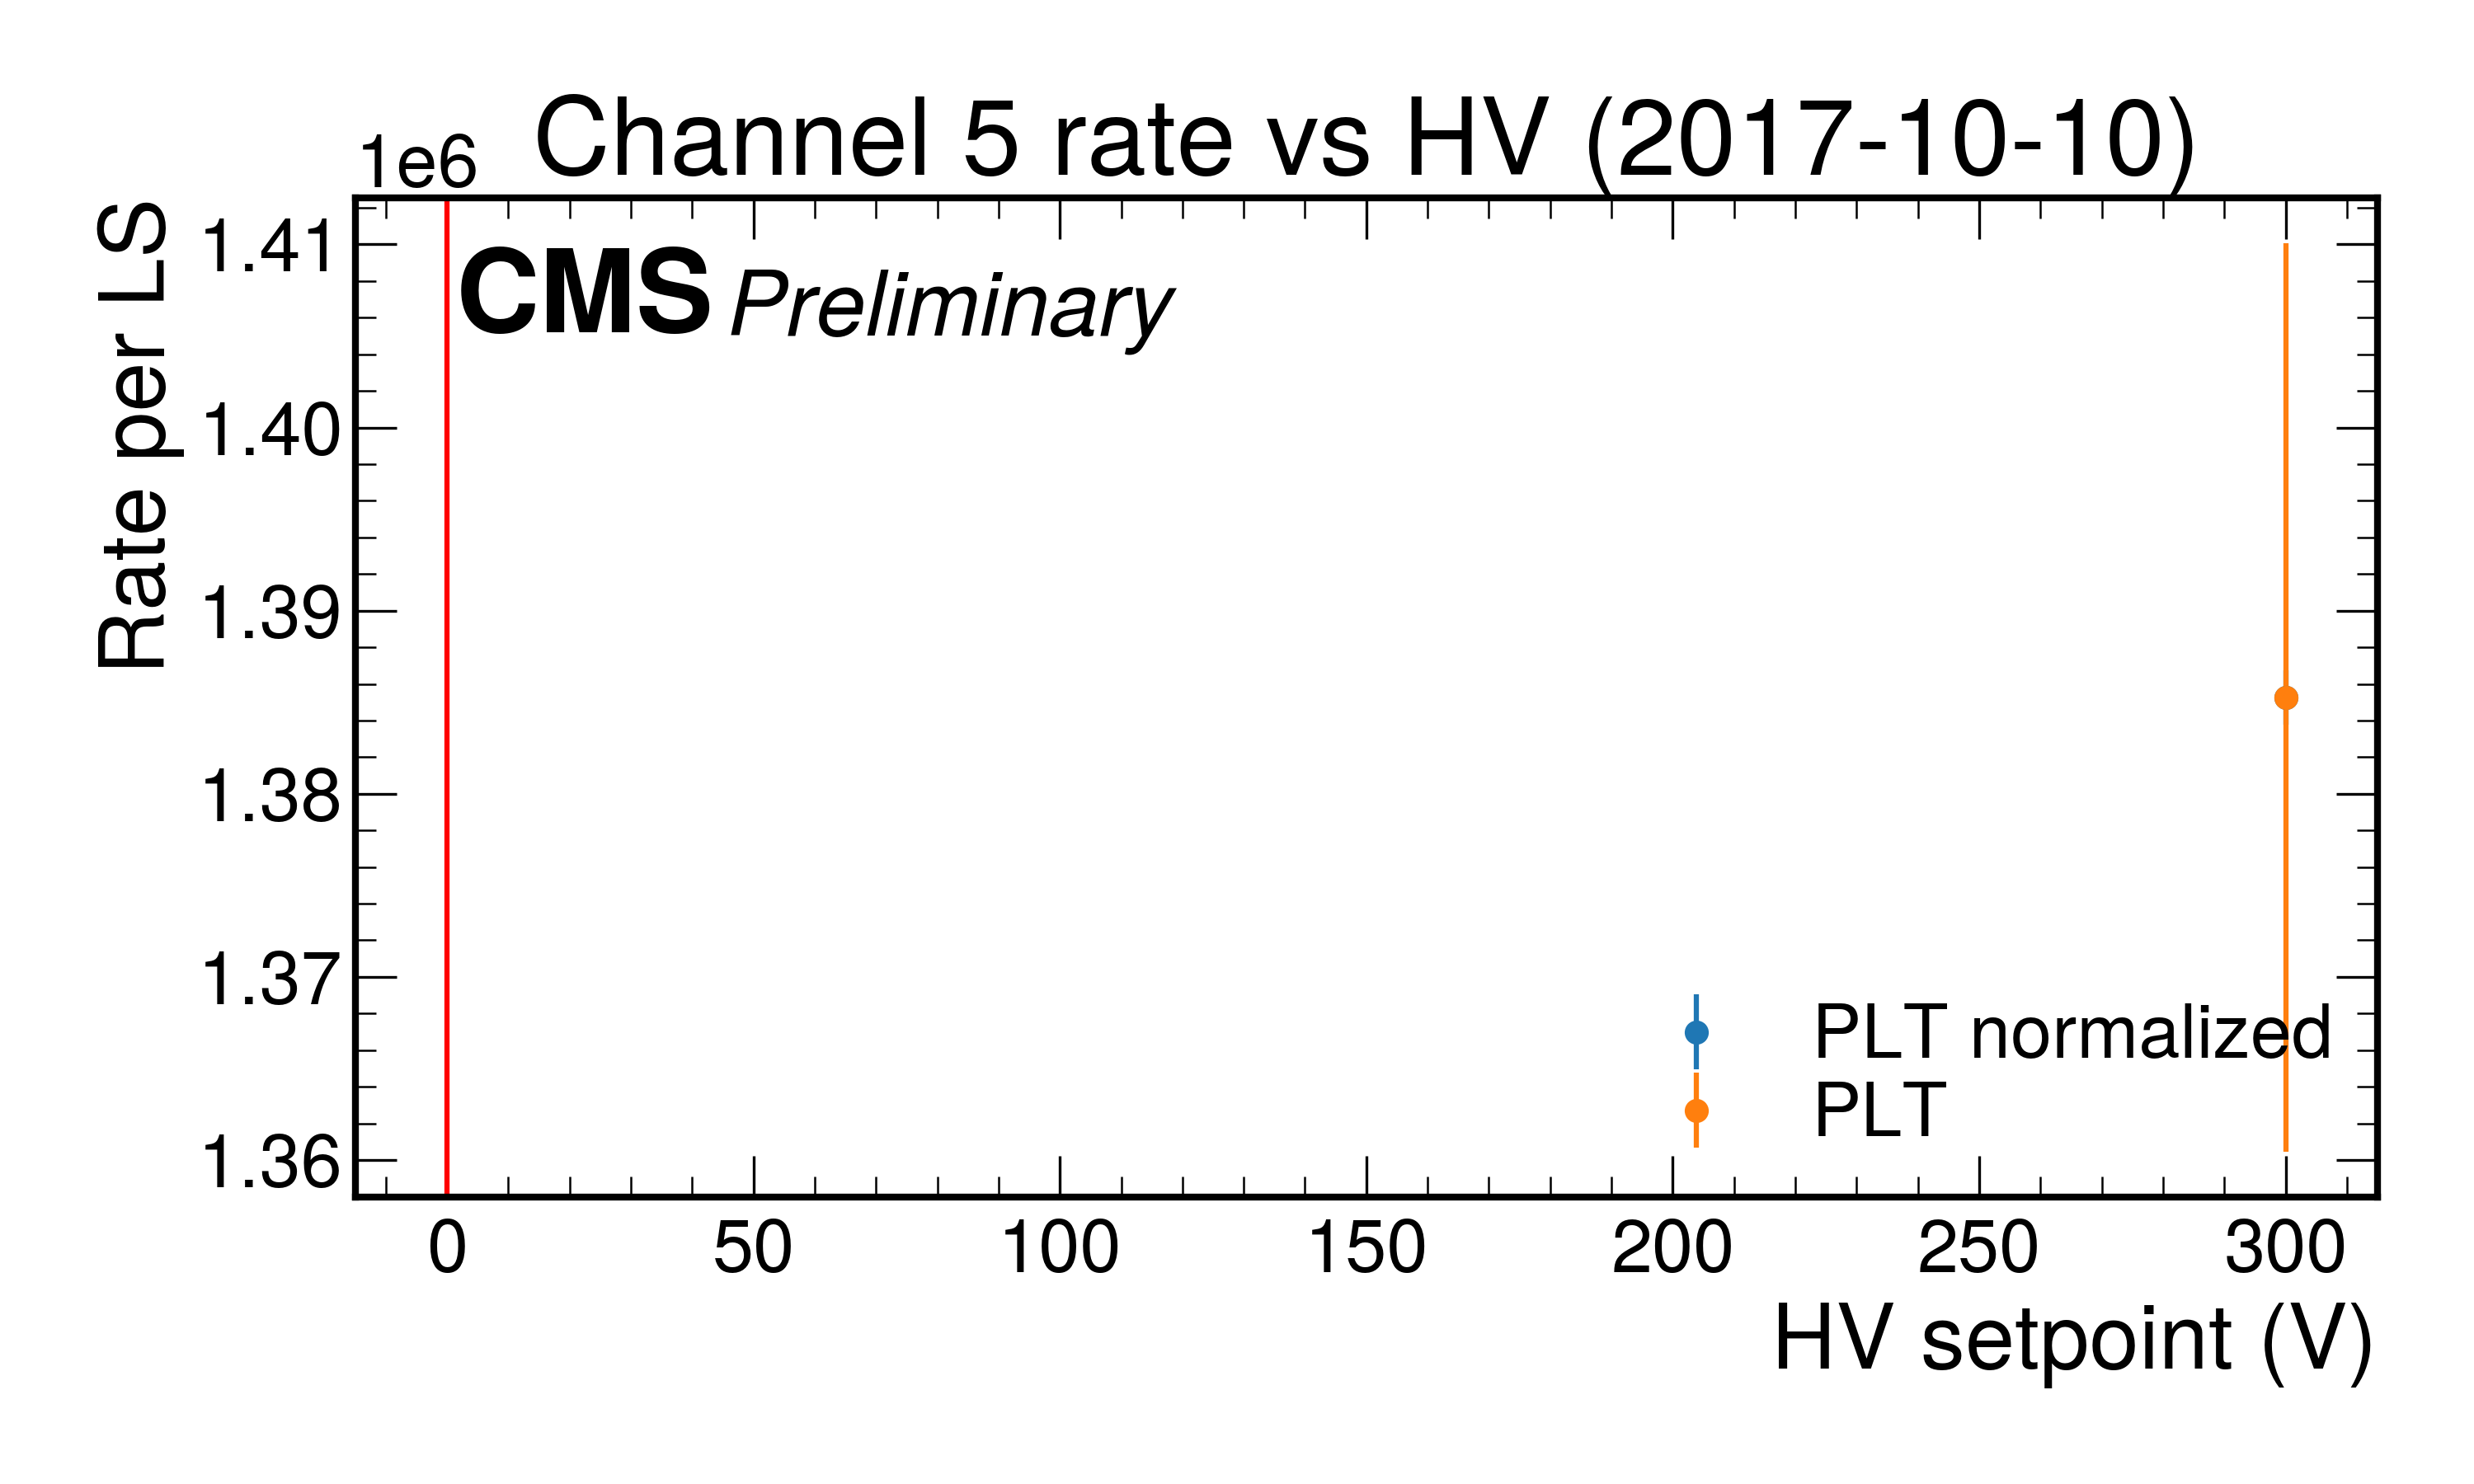 Channel 5 rate vs HV (2017-10-10)
1e6
Rate per LS
CMS Preliminary
1.41
1.40
1.39
1.38
1.37
1.36
PLT normalized
PLT
0 50 100 150 200 250 300
HV setpoint (V)